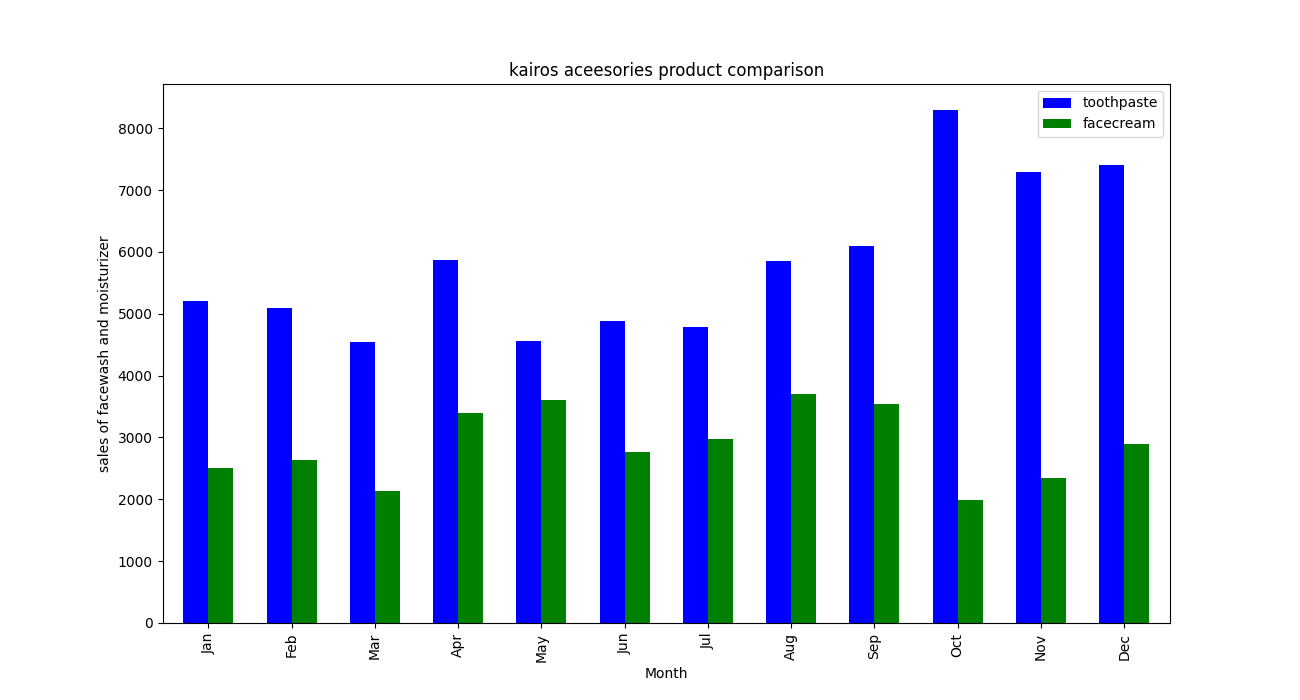 kairos aceesories product comparison
toothpaste
facecream
sales of facewash and moisturizer
8000
7000
6000
5000
4000
3000
2000
1000
0
Jan
Feb
Mar
Apr
May
Jun
Jul
Aug
Sep
Oct
Nov
Dec
Month